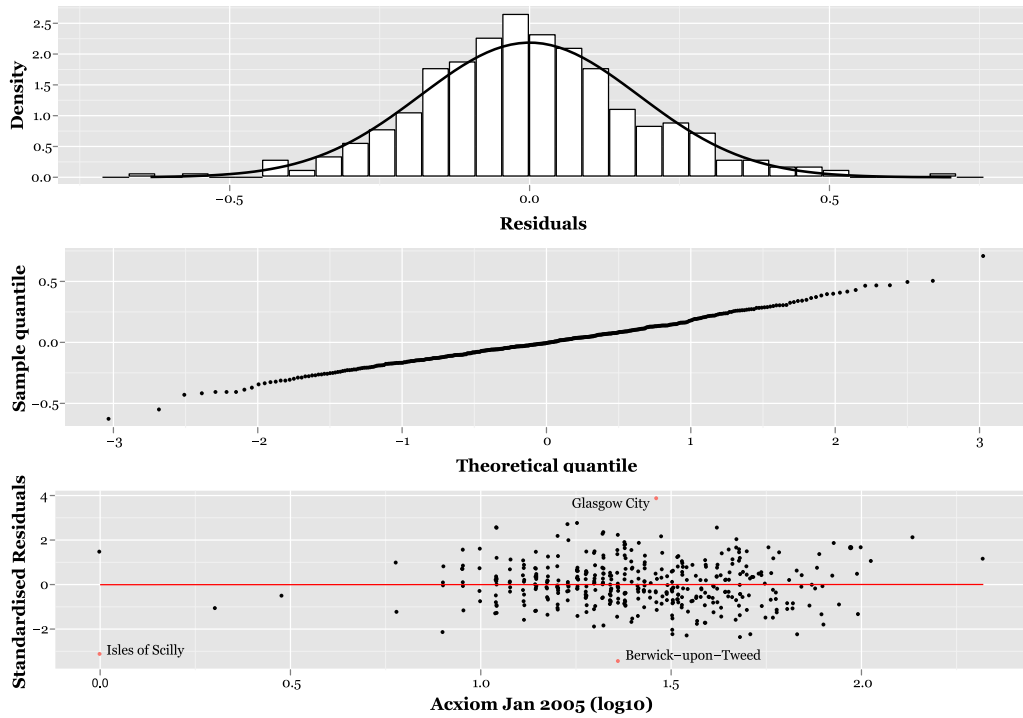 Density
2.5
2.0
1.5
1.0
0.5
0.0
−0.5 0.0 0.5
Residuals
Sample quantile
0.5
0.0
−0.5
−3 −2 −1 0 1 2 3
Theoretical quantile
Standardised Residuals
4
2
0
−2
Glasgow City
Isles of Scilly
Berwick−upon−Tweed
0.0 0.5 1.0 1.5 2.0
Acxiom Jan 2005 (log10)